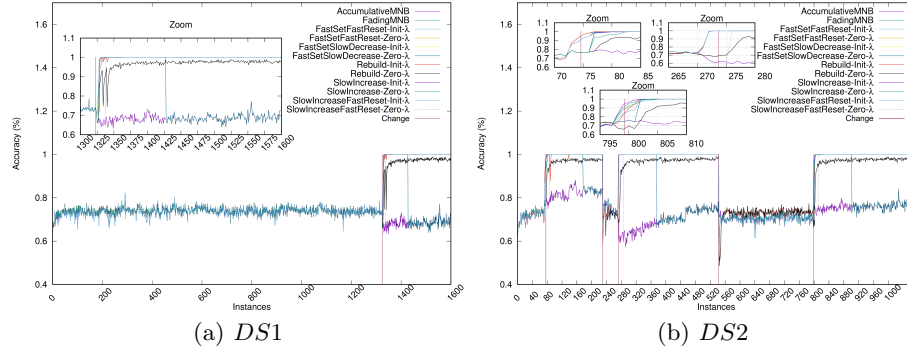 Zoom
AccumulativeMNB
FadingMNB
FastSetFastReset-Init-λ
FastSetFastReset-Zero-λ
FastSetSlowDecrease-Init-λ
FastSetSlowDecrease-Zero-λ
Rebuild-Init-λ
Rebuild-Zero-λ
SlowIncrease-Init-λ
SlowIncrease-Zero-λ
SlowIncreaseFastReset-Init-λ
SlowIncreaseFastReset-Zero-λ
Change
1.1
1
0.9
0.8
0.7
0.6
1300 1325 1350 1375 1400 1425 1450 1475 1500 1525 1550 1575 1600
Accuracy (%)
1.6
1.4
1.2
1
0.8
0.6
0.4
0 200 400 600 800 1000 1200 1400 1600
Instances
(a) DS1
Zoom
1.1
1
0.9
0.8
0.7
0.6
70 75 80 85
Zoom
1.1
1
0.9
0.8
0.7
0.6
265 268 270 272 275 278 280
Zoom
1.1
1
0.9
0.8
0.7
0.6
795 797 800 802 805 807 810
AccumulativeMNB
FadingMNB
FastSetFastReset-Init-λ
FastSetFastReset-Zero-λ
FastSetSlowDecrease-Init-λ
FastSetSlowDecrease-Zero-λ
Rebuild-Init-λ
Rebuild-Zero-λ
SlowIncrease-Init-λ
SlowIncrease-Zero-λ
SlowIncreaseFastReset-Init-λ
SlowIncreaseFastReset-Zero-λ
Change
Accuracy (%)
1.6
1.4
1.2
1
0.8
0.6
0.4
0 40 80 120 160 200 240 280 320 360 400 440 480 520 560 600 640 680 720 760 800 840 880 920 960 1040
Instances
(b) DS2